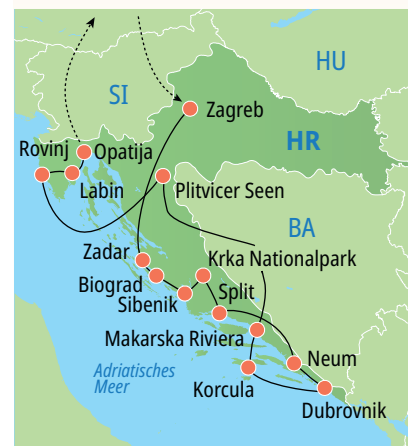 HU
SI
Zagreb
HR
Rovinj
Opatija
Labin
Plitvicer Seen
BA
Zadar
Krka Nationalpark
Biograd
Sibenik
Split
Makarska Riviera
Adriatisches
Meer
Neum
Korcula
Dubrovnik